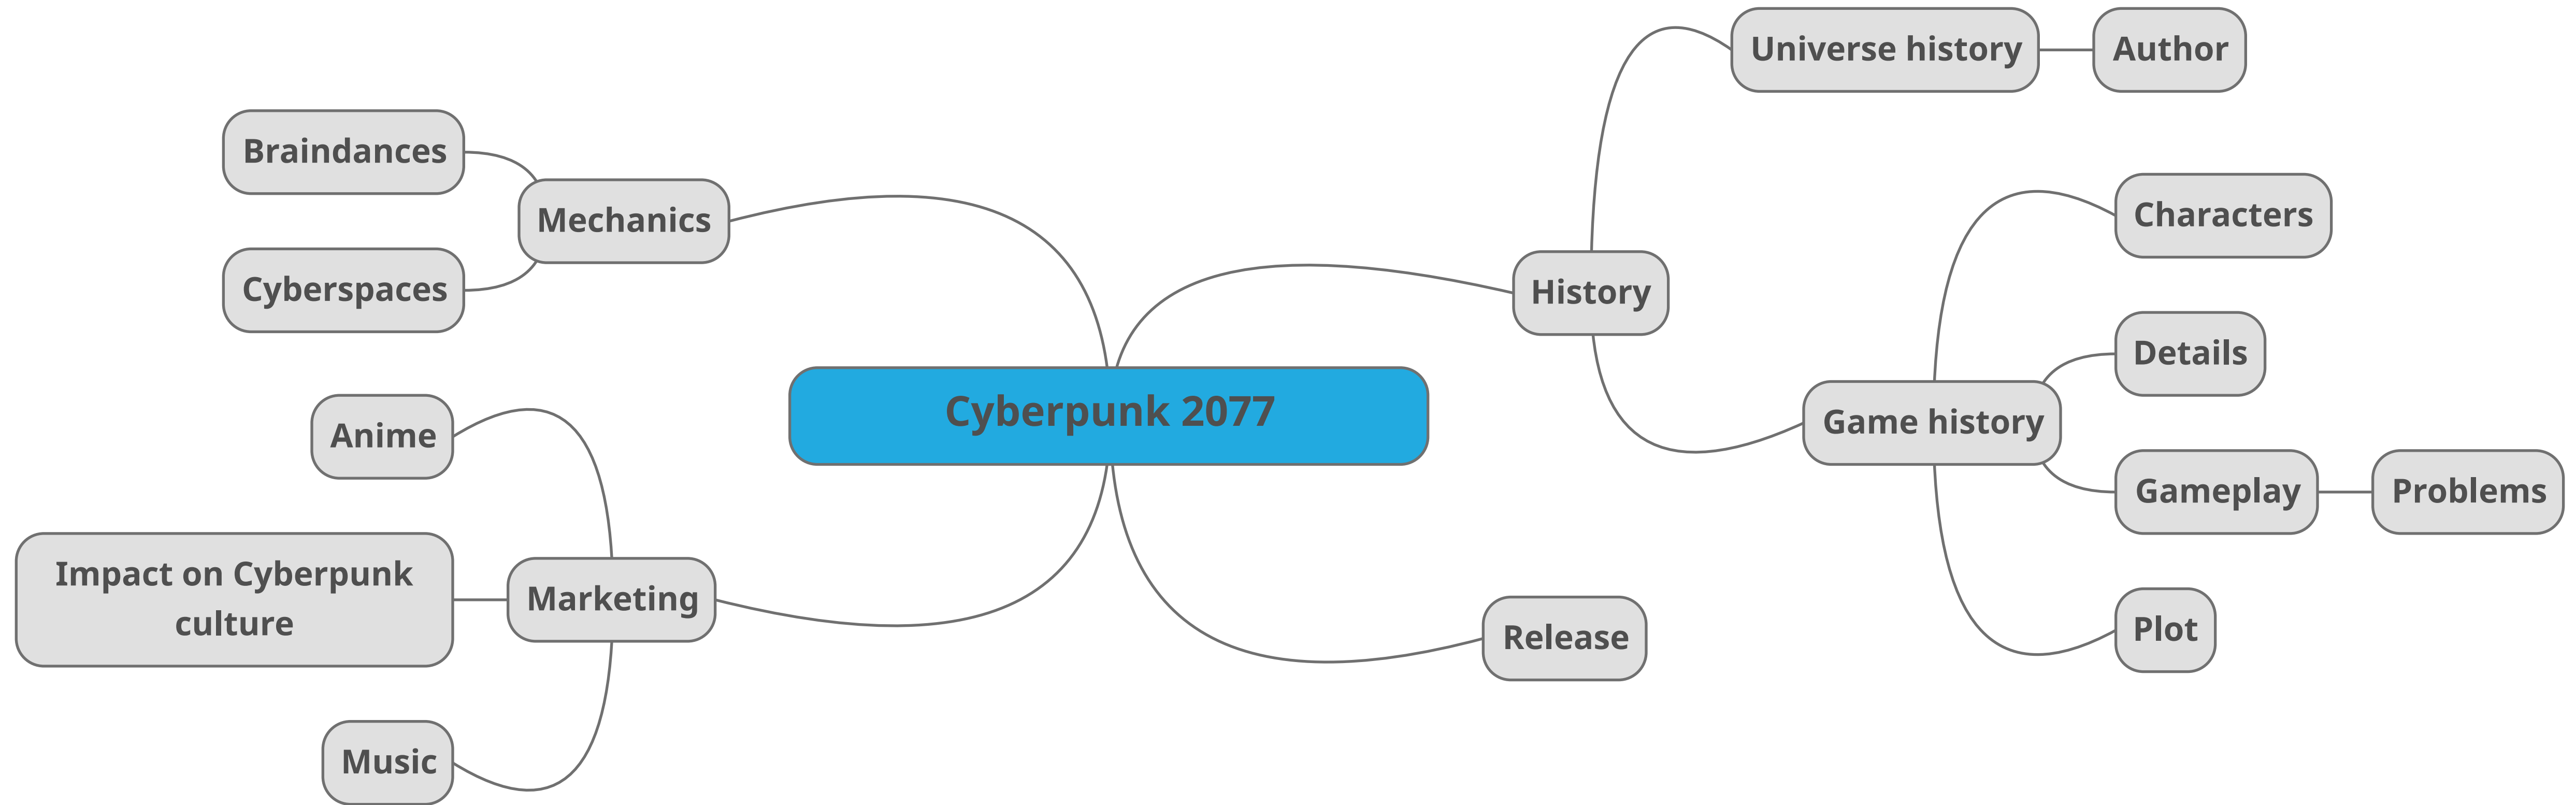 Cyberpunk 2077
Mechanics
Braindances
Cyberspaces
Marketing
Anime
Impact on Cyberpunk
culture
Music
History
Universe history
Author
Game history
Characters
Details
Gameplay
Problems
Plot
Release